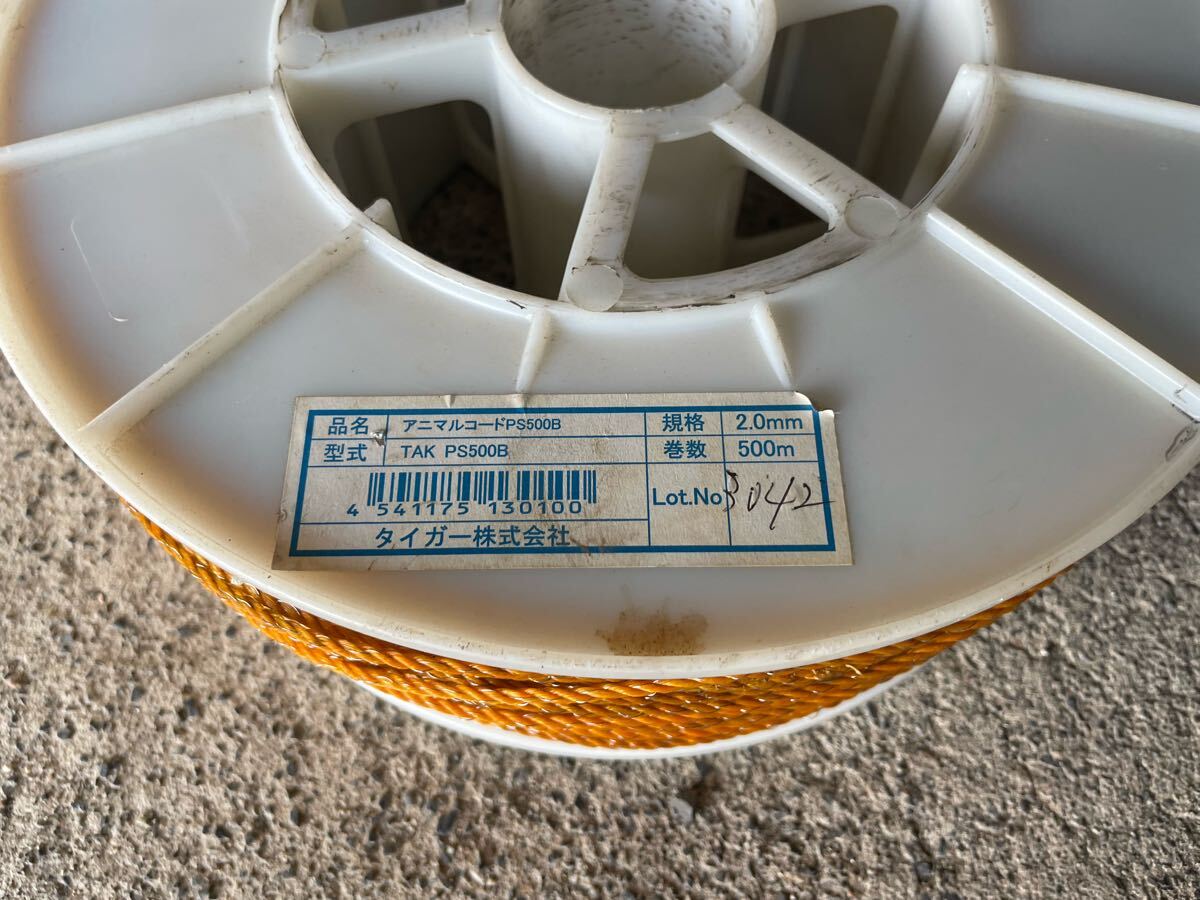 品名 アニマルコードPS500B 規格 2.0mm
型式 TAK PS500B 巻数 500m
4 541175 130100 Lot.No 3042
タイガー株式会社